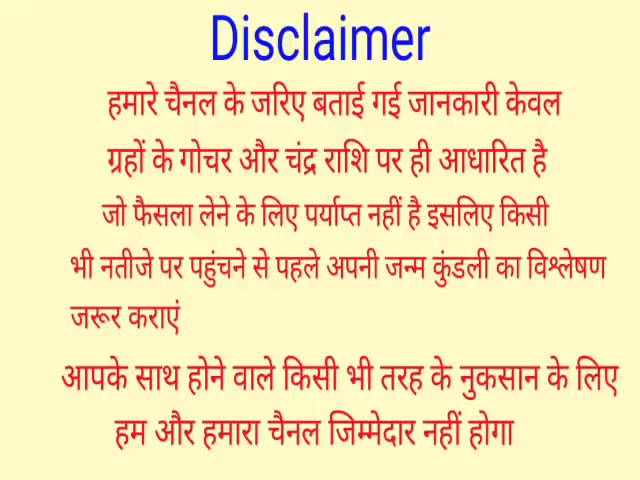 Disclaimer
हमारे चैनल के जरिए बताई गई जानकारी केवल
ग्रहों के गोचर और चंद्र राशि पर ही आधारित है
जो फैसला लेने के लिए पर्याप्त नहीं है इसलिए किसी
भी नतीजे पर पहुंचने से पहले अपनी जन्म कुंडली का विश्लेषण
जरूर कराएं
आपके साथ होने वाले किसी भी तरह के नुकसान के लिए
हम और हमारा चैनल जिम्मेदार नहीं होगा